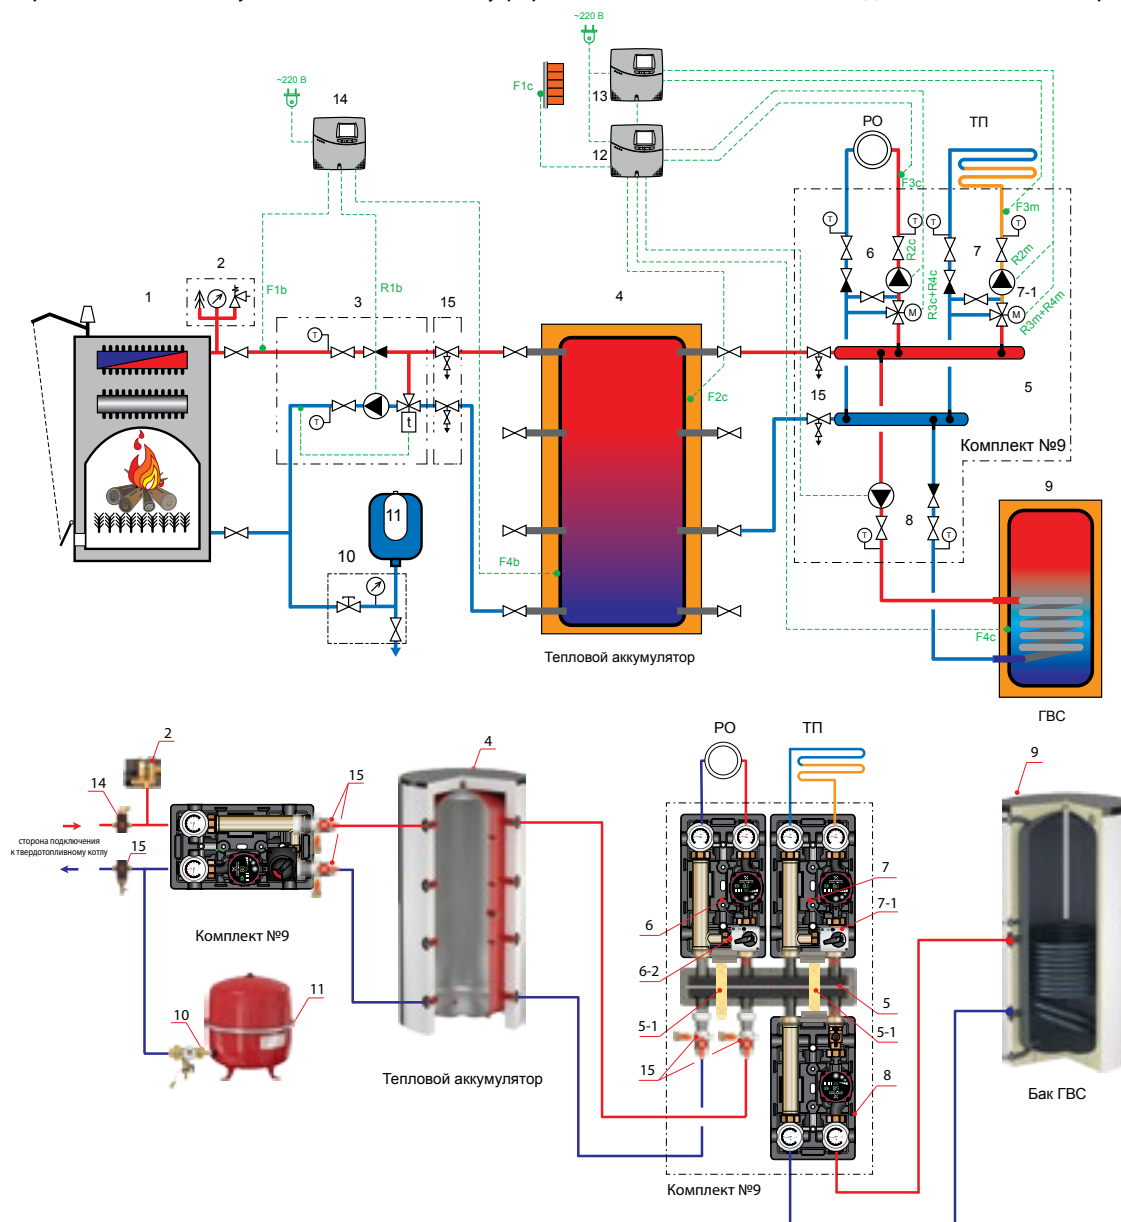 ~220 В
14
~220 В
F1c
13
12
РО
ТП
F3c
F3m
T
T
T
T
6
R2c
7
R2m
7-1
M
M
R3c+R4c
R3m+R4m
2
1
F1b
R1b
3
15
4
T
T
t
F2c
15
5
Комплект №9
11
10
F4b
8
T
T
9
F4c
Тепловой аккумулятор
ГВС
2
4
15
14
сторона подключения
к твердотопливному котлу
15
Комплект №9
10
11
Тепловой аккумулятор
РО
ТП
7
7-1
6
6-2
5
5-1
5-1
15
8
Комплект №9
9
Бак ГВС